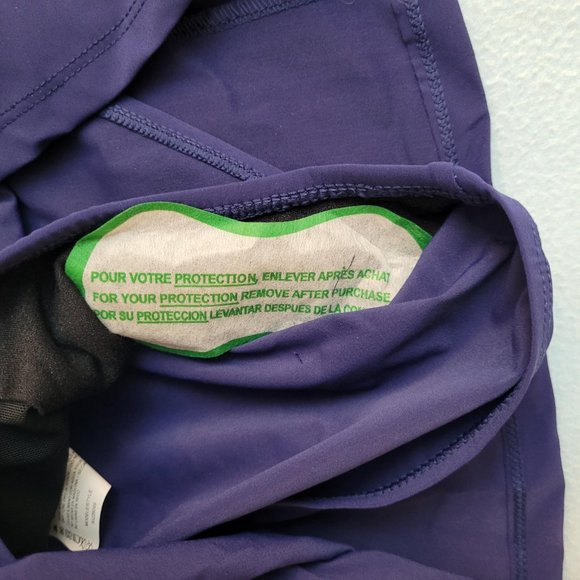 POUR VOTRE PROTECTION, ENLEVER APRÈS ACHAT
FOR YOUR PROTECTION REMOVE AFTER PURCHASE
POR SU PROTECCION LEVANTAR DESPUES DE LA